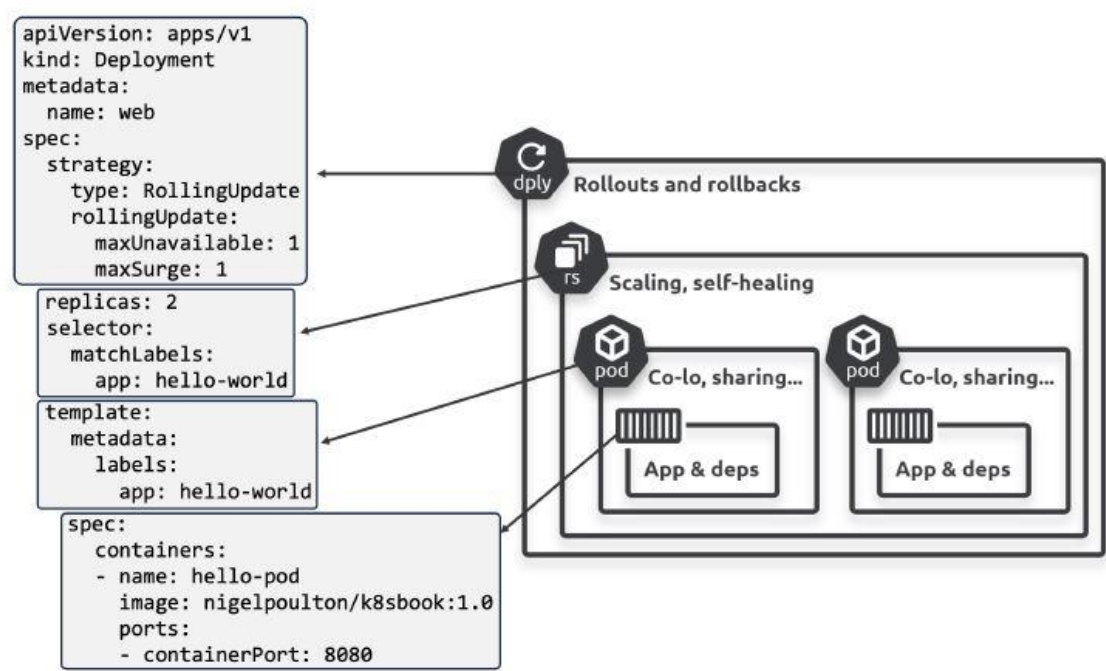 apiVersion: apps/v1
kind: Deployment
metadata:
  name: web
spec:
  strategy:
    type: RollingUpdate
    rollingUpdate:
      maxUnavailable: 1
      maxSurge: 1
replicas: 2
selector:
  matchLabels:
    app: hello-world
template:
  metadata:
    labels:
      app: hello-world
spec:
  containers:
  - name: hello-pod
    image: nigelpoulton/k8sbook:1.0
    ports:
    - containerPort: 8080
dply
Rollouts and rollbacks
rs
Scaling, self-healing
pod
Co-lo, sharing...
App & deps
pod
Co-lo, sharing...
App & deps